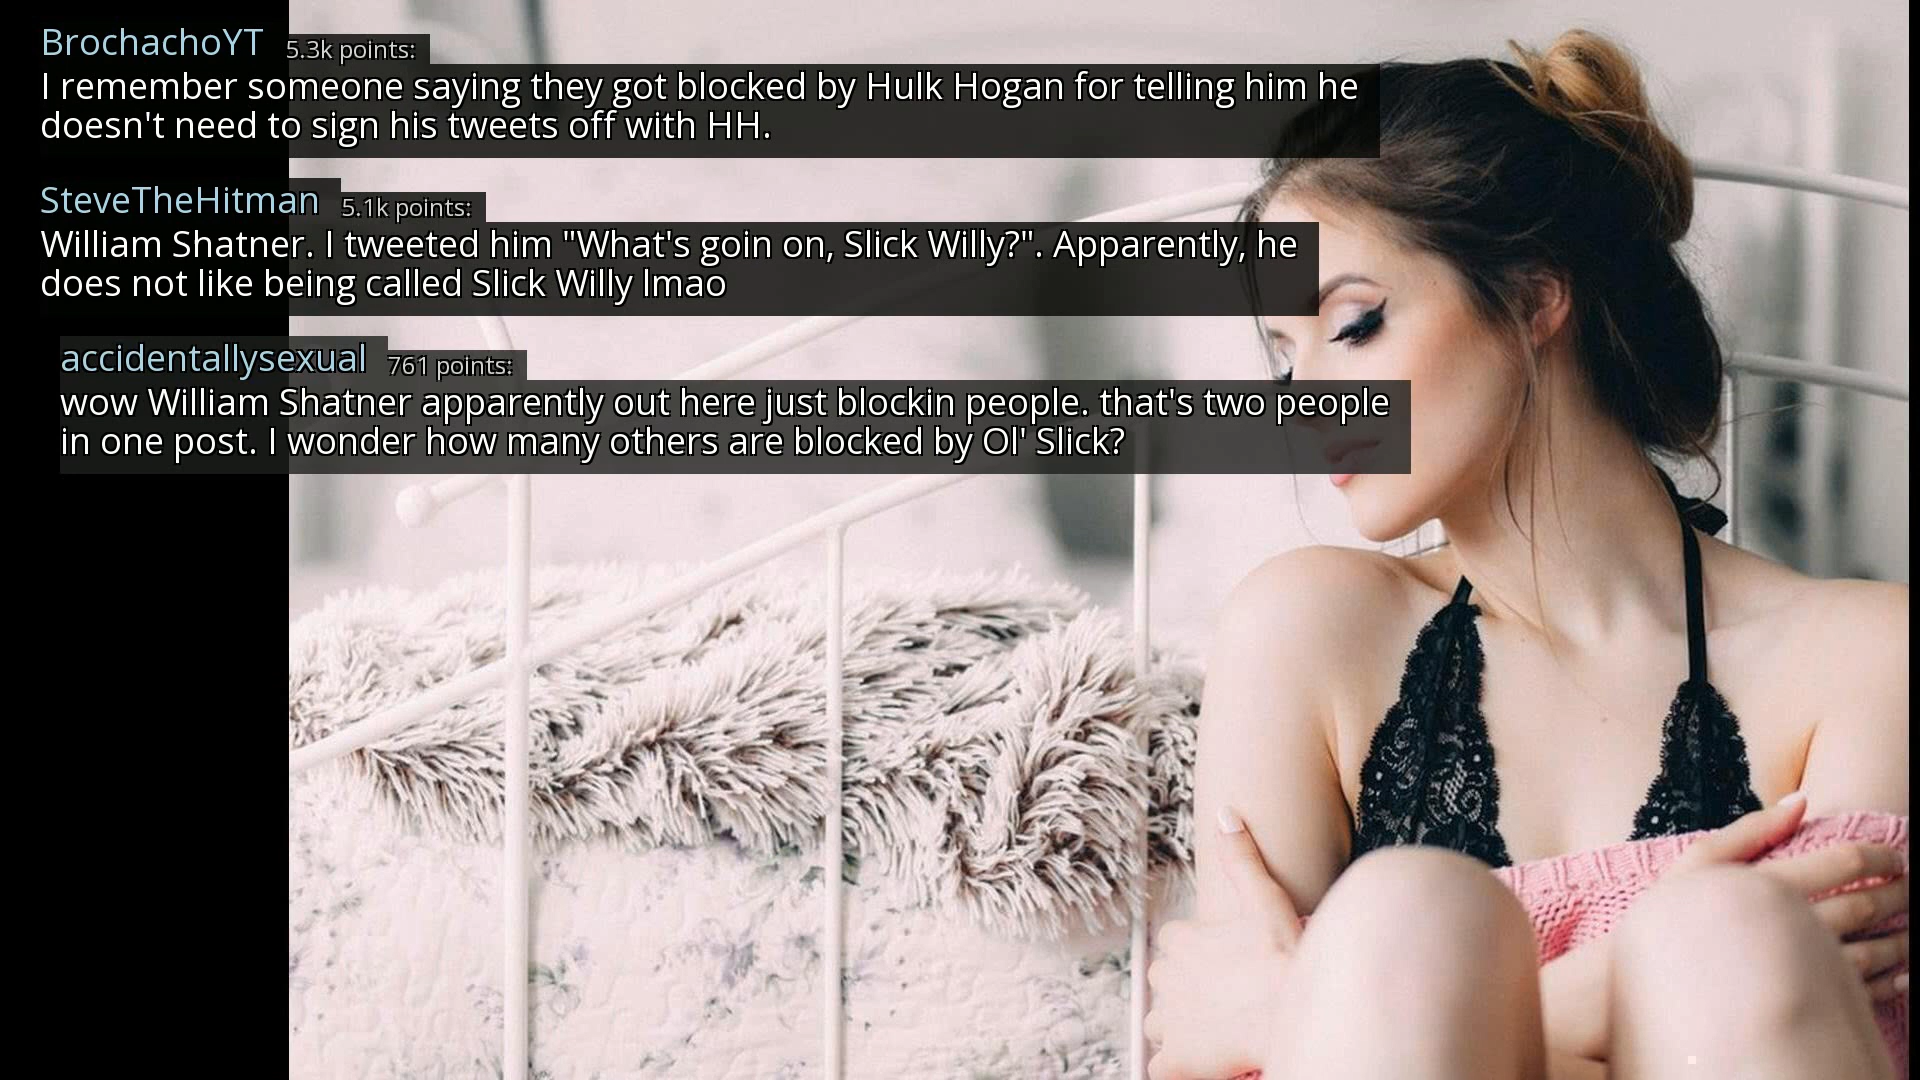 BrochachoYT 5.3k points:
I remember someone saying they got blocked by Hulk Hogan for telling him he
doesn't need to sign his tweets off with HH.
SteveTheHitman 5.1k points:
William Shatner. I tweeted him "What's goin on, Slick Willy?". Apparently, he
does not like being called Slick Willy lmao
accidentallysexual 761 points:
wow William Shatner apparently out here just blockin people. that's two people
in one post. I wonder how many others are blocked by Ol' Slick?